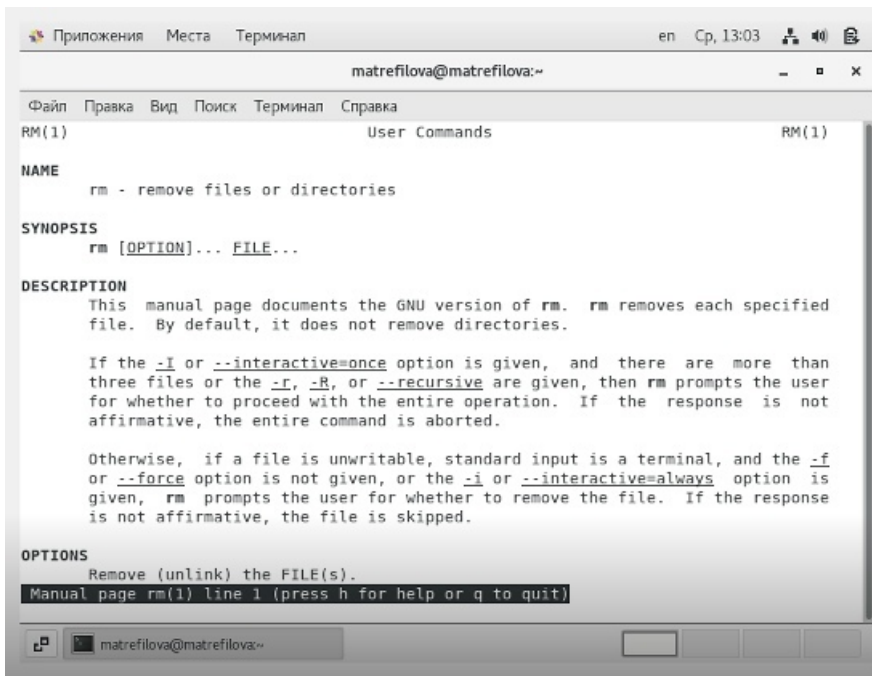 Приложения Места Терминал en Ср, 13:03
matrefilova@matrefilova:~
Файл Правка Вид Поиск Терминал Справка
RM(1) User Commands RM(1)
NAME
rm - remove files or directories
SYNOPSIS
rm [OPTION]... FILE...
DESCRIPTION
This manual page documents the GNU version of rm. rm removes each specified
file. By default, it does not remove directories.
If the -I or --interactive=once option is given, and there are more than
three files or the -r, -R, or --recursive are given, then rm prompts the user
for whether to proceed with the entire operation. If the response is not
affirmative, the entire command is aborted.
Otherwise, if a file is unwritable, standard input is a terminal, and the -f
or --force option is not given, or the -i or --interactive=always option is
given, rm prompts the user for whether to remove the file. If the response
is not affirmative, the file is skipped.
OPTIONS
Remove (unlink) the FILE(s).
Manual page rm(1) line 1 (press h for help or q to quit)
matrefilova@matrefilova:~